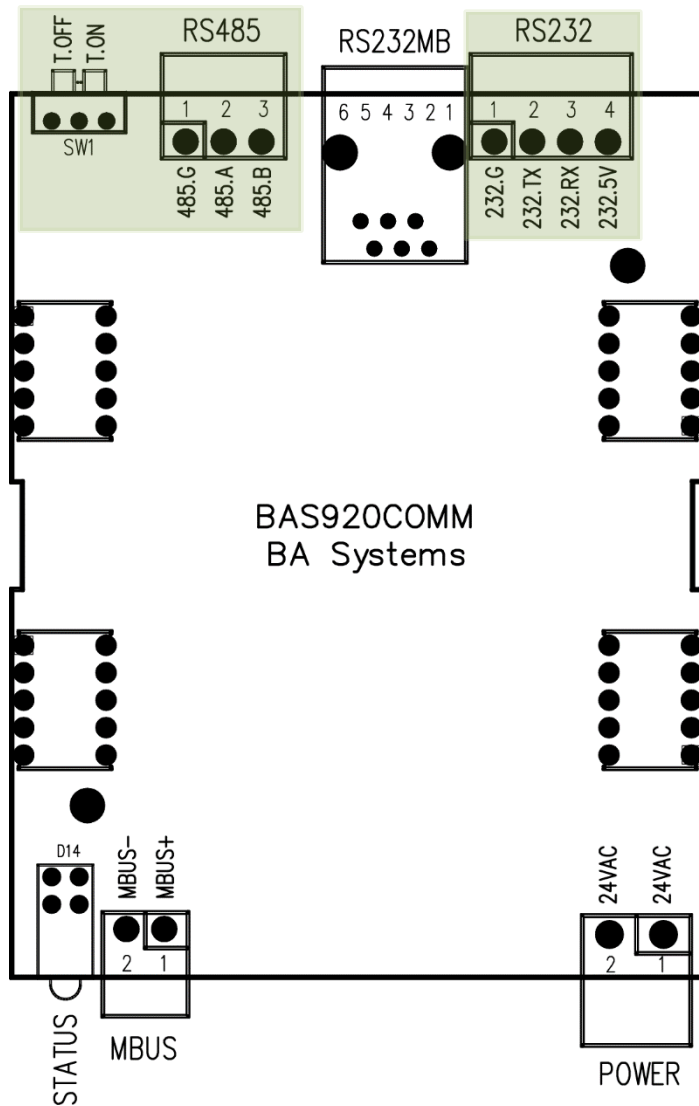 T.OFF
T.ON
SW1
RS485
1 2 3
485.G
485.A
485.B
RS232MB
6 5 4 3 2 1
RS232
1 2 3 4
232.G
232.TX
232.RX
232.5V
BAS920COMM
BA Systems
D14
STATUS
MBUS-
MBUS+
2 1
MBUS
24VAC
24VAC
2 1
POWER